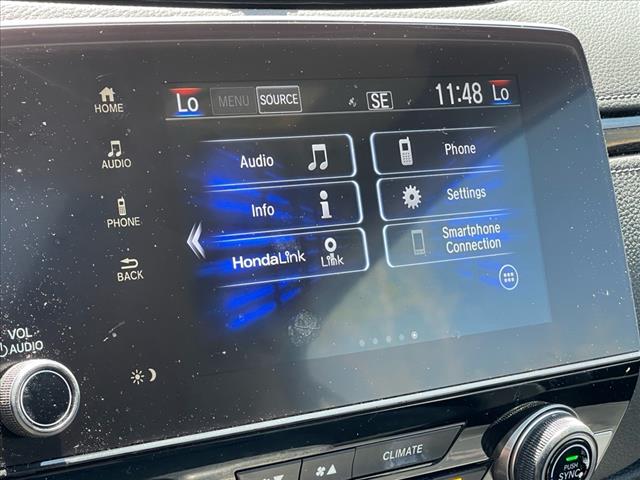 HOME
AUDIO
PHONE
BACK
VOL
AUDIO
Lo MENU SOURCE SE 11:48 Lo
Audio
Phone
Info
Settings
HondaLink Link
Smartphone
Connection
CLIMATE
PUSH
SYNC